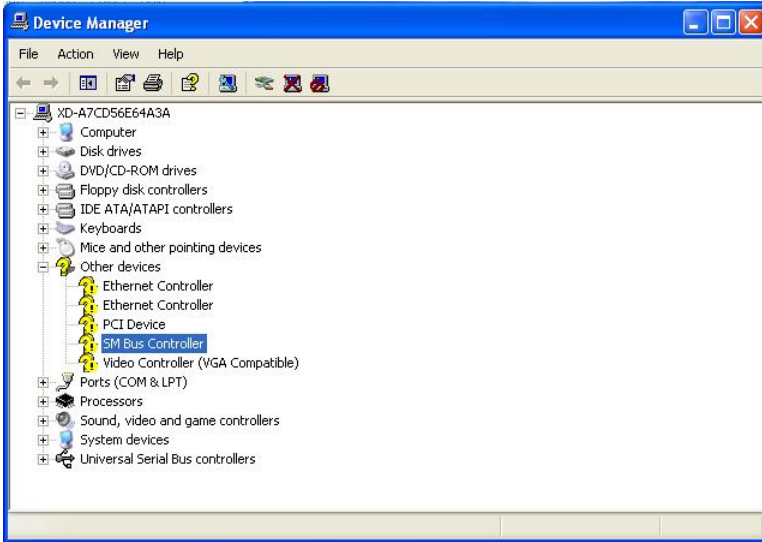 Device Manager
File Action View Help
XD-A7CD56E64A3A
Computer
Disk drives
DVD/CD-ROM drives
Floppy disk controllers
IDE ATA/ATAPI controllers
Keyboards
Mice and other pointing devices
Other devices
Ethernet Controller
Ethernet Controller
PCI Device
SM Bus Controller
Video Controller (VGA Compatible)
Ports (COM & LPT)
Processors
Sound, video and game controllers
System devices
Universal Serial Bus controllers